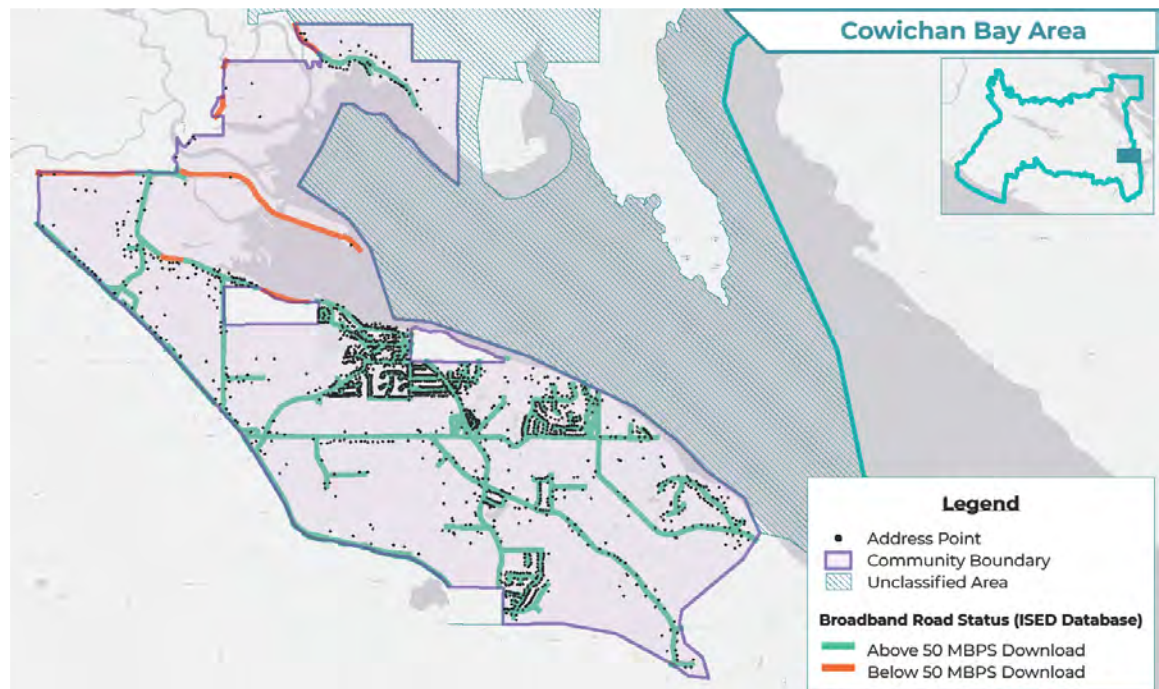 Cowichan Bay Area
Legend
Address Point
Community Boundary
Unclassified Area
Broadband Road Status (ISED Database)
Above 50 MBPS Download
Below 50 MBPS Download